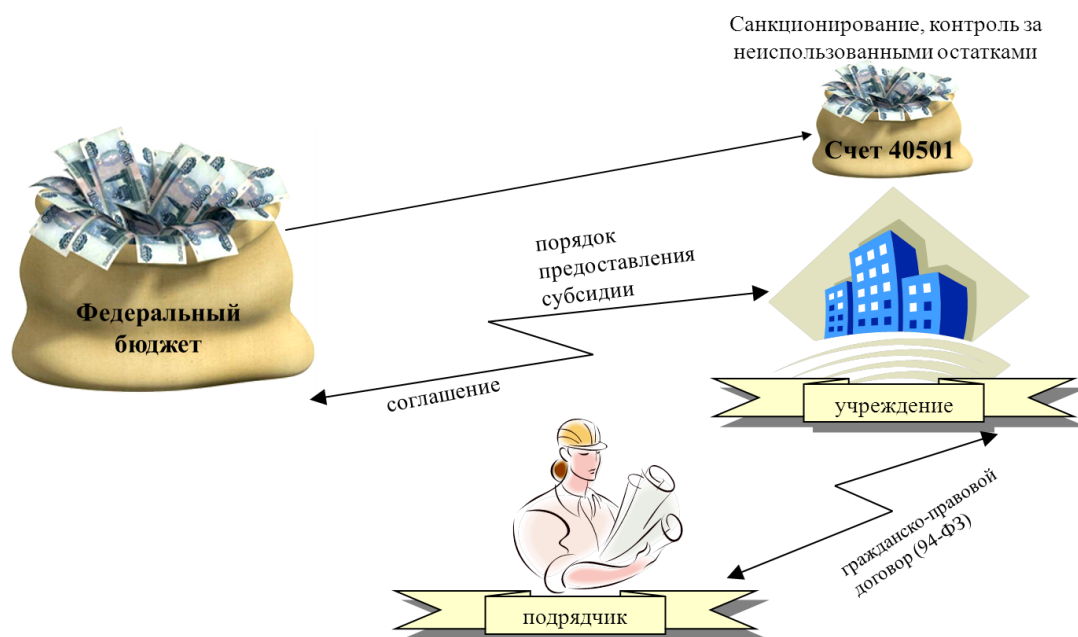 Санкционирование, контроль за
неиспользованными остатками
Счет 40501
Федеральный
бюджет
порядок
предоставления
субсидии
соглашение
учреждение
гражданско-правовой
договор (94-ФЗ)
подрядчик